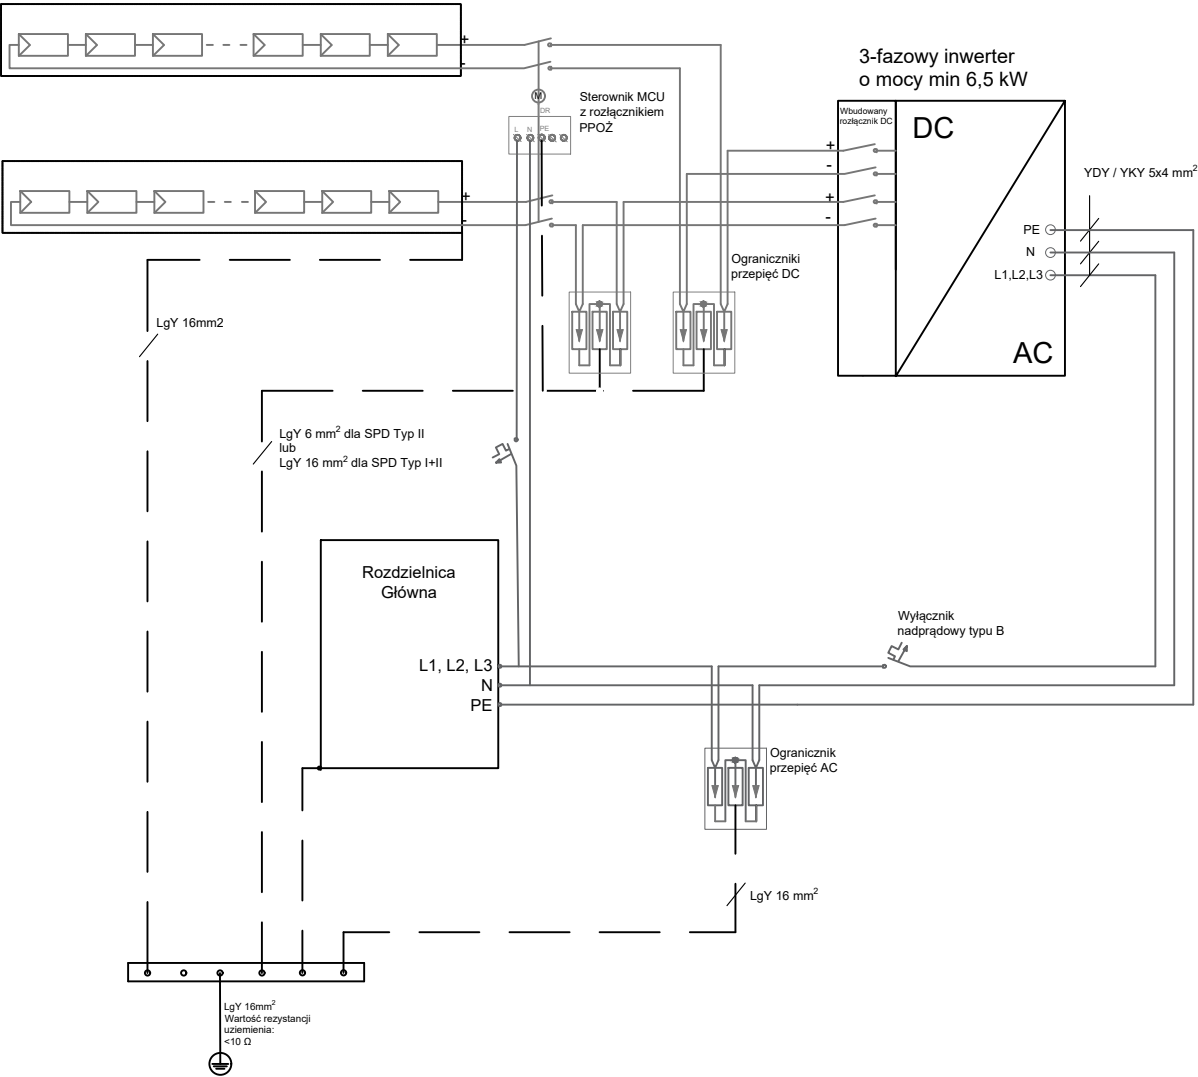 +
-
M
DR
L N PE
Sterownik MCU
z rozłącznikiem
PPOŻ
3-fazowy inwerter
o mocy min 6,5 kW
Wbudowany
rozłącznik DC
DC
+
-
+
-
AC
YDY / YKY 5x4 mm²
PE
N
L1,L2,L3
+
-
Ograniczniki
przepięć DC
LgY 16mm2
LgY 6 mm² dla SPD Typ II
lub
LgY 16 mm² dla SPD Typ I+II
Rozdzielnica
Główna
L1, L2, L3
N
PE
Wyłącznik
nadprądowy typu B
Ogranicznik
przepięć AC
LgY 16 mm²
LgY 16mm²
Wartość rezystancji
uziemienia:
<10 Ω